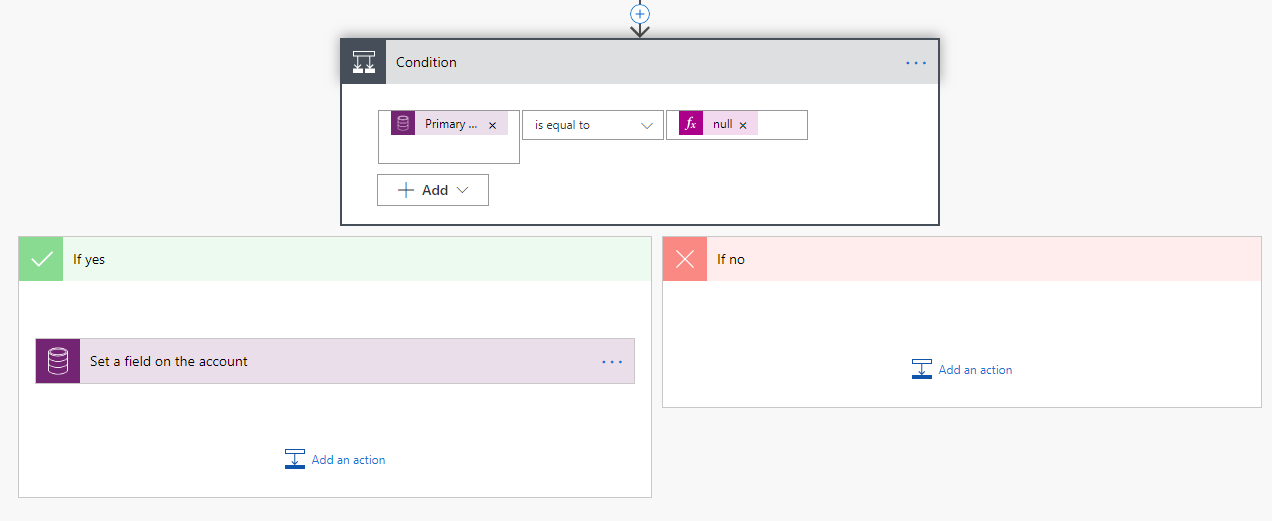 Condition
Primary ... is equal to fx null
Add
If yes
If no
Set a field on the account
Add an action
Add an action